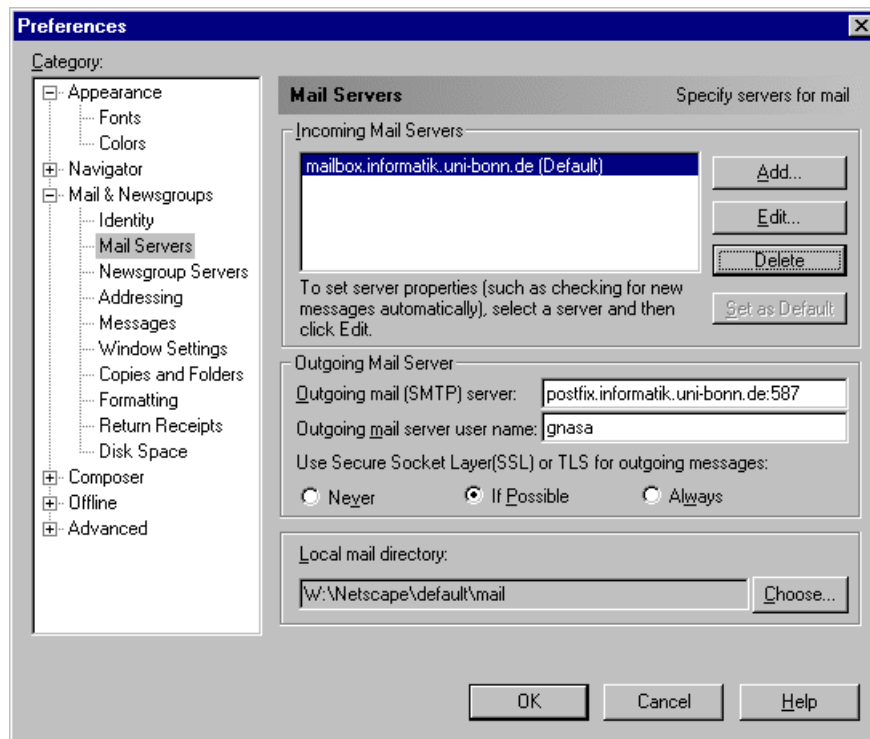 Preferences
Category:
Appearance
Fonts
Colors
Navigator
Mail & Newsgroups
Identity
Mail Servers
Newsgroup Servers
Addressing
Messages
Window Settings
Copies and Folders
Formatting
Return Receipts
Disk Space
Composer
Offline
Advanced
Mail Servers Specify servers for mail
Incoming Mail Servers
mailbox.informatik.uni-bonn.de (Default)
Add...
Edit...
Delete
Set as Default
To set server properties (such as checking for new
messages automatically), select a server and then
click Edit.
Outgoing Mail Server
Outgoing mail (SMTP) server: postfix.informatik.uni-bonn.de:587
Outgoing mail server user name: gnasa
Use Secure Socket Layer(SSL) or TLS for outgoing messages:
Never If Possible Always
Local mail directory:
W:\Netscape\default\mail Choose...
OK Cancel Help